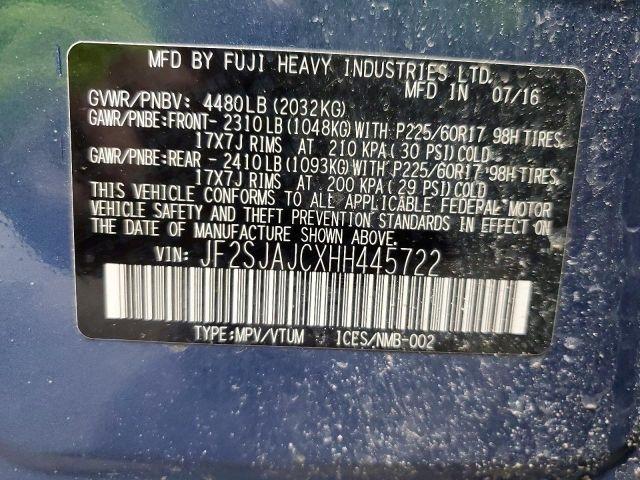 MFD BY FUJI HEAVY INDUSTRIES LTD.
MFD IN 07/16
GVWR/PNBV: 4480LB(2032KG)
GAWR/PNBE:FRONT- 2310LB(1048KG)WITH P225/60R17 98H TIRES,
17X7J RIMS AT 210 KPA(30 PSI)COLD
GAWR/PNBE:REAR - 2410LB(1093KG)WITH P225/60R17 98H TIRES,
17X7J RIMS AT 200 KPA(29 PSI)COLD
THIS VEHICLE CONFORMS TO ALL APPLICABLE FEDERAL MOTOR
VEHICLE SAFETY AND THEFT PREVENTION STANDARDS IN EFFECT ON
THE DATE OF MANUFACTURE SHOWN ABOVE.
VIN: JF2SJAJCXHH445722
TYPE:MPV/VTUM ICES/NMB-002